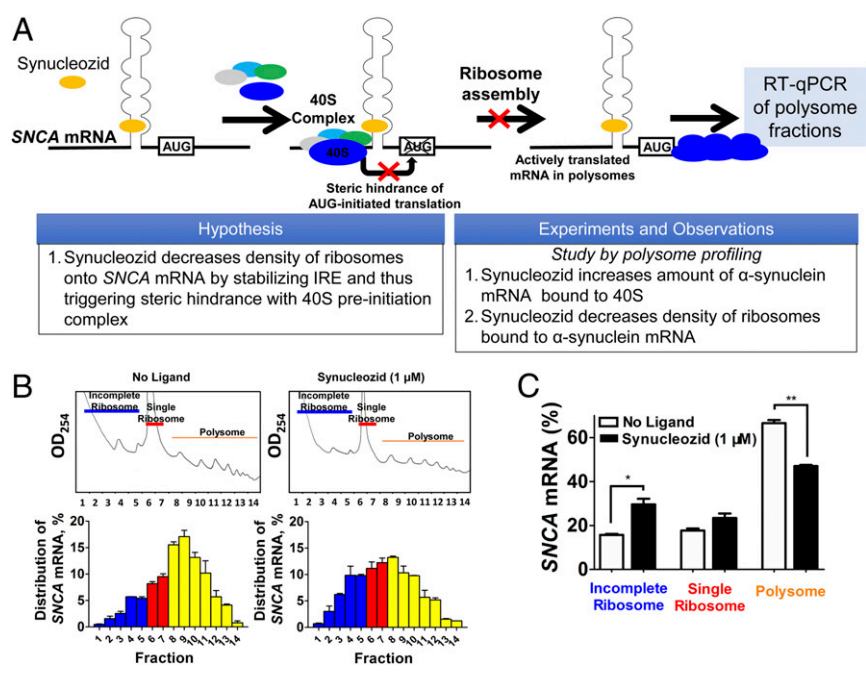 A
Synucleozid
SNCA mRNA
AUG
40S
Complex
40S
AUG
Steric hindrance of
AUG-initiated translation
Ribosome
assembly
Actively translated
mRNA in polysomes
AUG
RT-qPCR
of polysome
fractions
Hypothesis
1. Synucleozid decreases density of ribosomes
onto SNCA mRNA by stabilizing IRE and thus
triggering steric hindrance with 40S pre-initiation
complex
Experiments and Observations
Study by polysome profiling
1. Synucleozid increases amount of α-synuclein
mRNA bound to 40S
2. Synucleozid decreases density of ribosomes
bound to α-synuclein mRNA
B
No Ligand
Incomplete
Ribosome
Single
Ribosome
Polysome
OD254
1 2 3 4 5 6 7 8 9 10 11 12 13 14
Synucleozid (1 µM)
Incomplete
Ribosome
Single
Ribosome
Polysome
OD254
1 2 3 4 5 6 7 8 9 10 11 12 13 14
Distribution of
SNCA mRNA, %
20
15
10
5
0
1 2 3 4 5 6 7 8 9 10 11 12 13 14
Fraction
Distribution of
SNCA mRNA, %
20
15
10
5
0
1 2 3 4 5 6 7 8 9 10 11 12 13 14
Fraction
C
SNCA mRNA (%)
60
40
20
0
No Ligand
Synucleozid (1 µM)
*
**
Incomplete
Ribosome
Single
Ribosome
Polysome